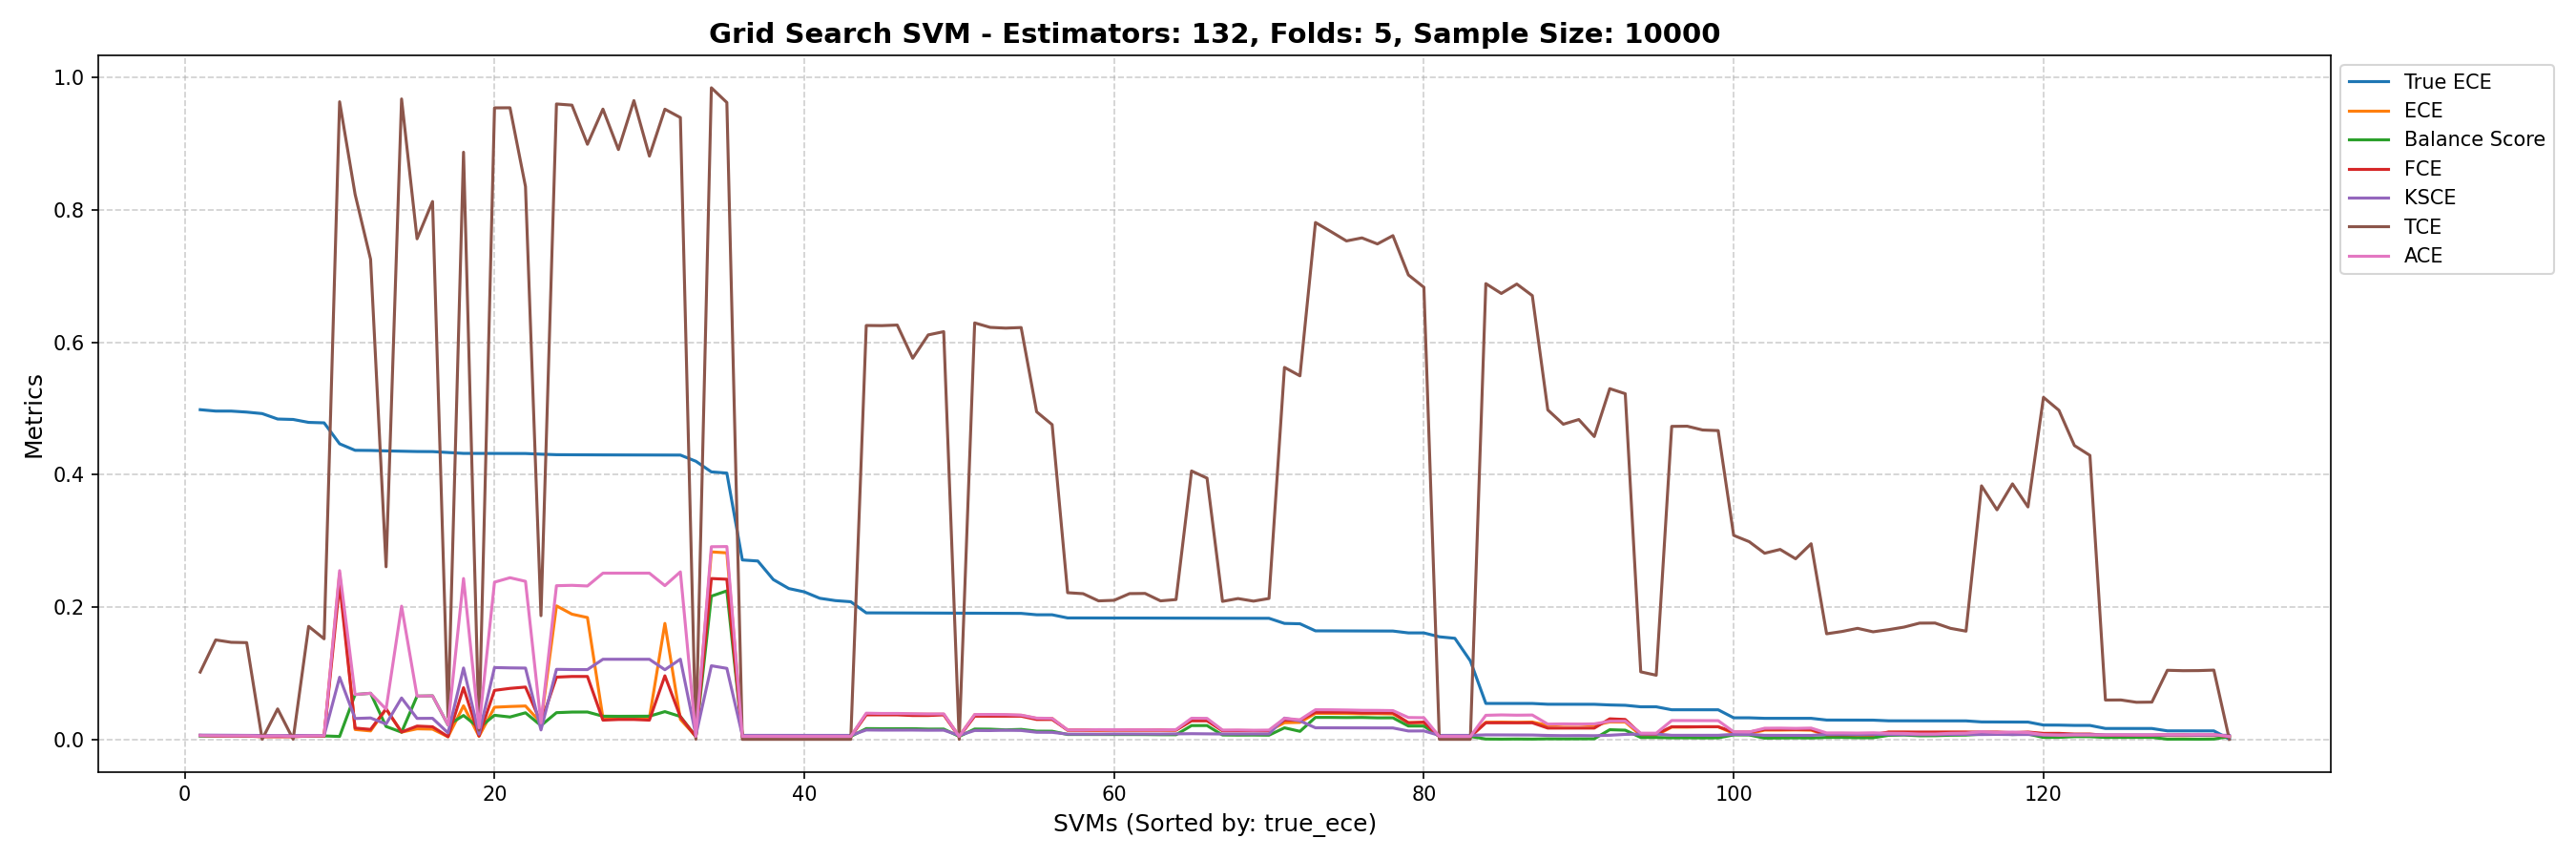 Grid Search SVM - Estimators: 132, Folds: 5, Sample Size: 10000
1.0
0.8
0.6
0.4
0.2
0.0
Metrics
0 20 40 60 80 100 120
SVMs (Sorted by: true_ece)
True ECE
ECE
Balance Score
FCE
KSCE
TCE
ACE